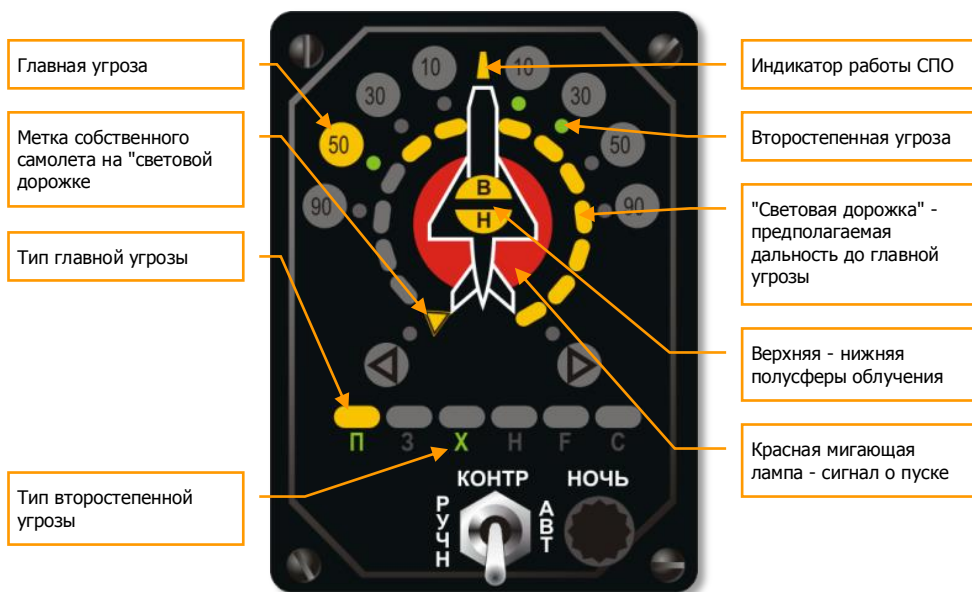 Главная угроза
Метка собственного
самолета на "световой
дорожке
Тип главной угрозы
Тип второстепенной
угрозы
10
10
30
30
50
50
90
90
В
Н
П
З
Х
Н
F
С
КОНТР
НОЧЬ
РУЧН
АВТ
Индикатор работы СПО
Второстепенная угроза
"Световая дорожка" -
предполагаемая
дальность до главной
угрозы
Верхняя - нижняя
полусферы облучения
Красная мигающая
лампа - сигнал о пуске